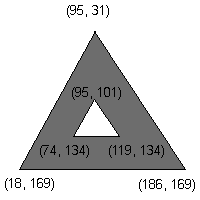 (95, 31)
(95, 101)
(74, 134) (119, 134)
(18, 169) (186, 169)